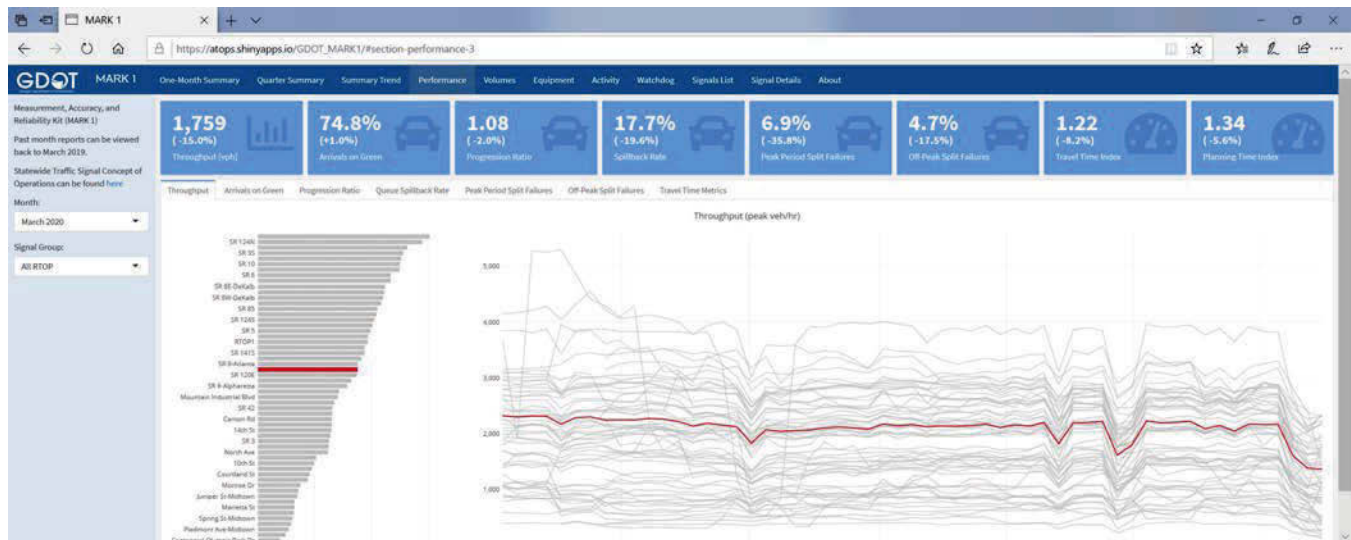 MARK 1
https://atops.shinyapps.io/GDOT_MARK1/#section-performance-3
GDOT MARK 1 One-Month Summary Quarter Summary Summary Trend Performance Volumes Equipment Activity Watchdog Signals List Signal Details About
Measurement, Accuracy, and
Reliability Kit (MARK 1)
Past month reports can be viewed
back to March 2019.
Statewide Traffic Signal Concept of
Operations can be found here
Month:
March 2020
Signal Group:
All RTOP
1,759
(-15.0%)
Throughput (vph)
74.8%
(+1.0%)
Arrivals on Green
1.08
(-2.0%)
Progression Ratio
17.7%
(-19.6%)
Spillback Rate
6.9%
(-35.8%)
Peak Period Split Failures
4.7%
(-17.5%)
Off-Peak Split Failures
1.22
(-8.2%)
Travel Time Index
1.34
(-5.6%)
Planning Time Index
Throughput Arrivals on Green Progression Ratio Queue Spillback Rate Peak Period Split Failures Off-Peak Split Failures Travel Time Metrics
Throughput (peak veh/hr)
SR 124N
SR 9S
SR 10
SR 6
SR 8E-DeKalb
SR 8W-DeKalb
SR 85
SR 124S
SR 5
RTOP1
SR 141S
SR 9-Atlanta
SR 120E
SR 9-Alpharetta
Mountain Industrial Blvd
SR 42
14th St
SR 3
North Ave
10th St
Courtland St
Monroe Dr
Juniper St-Midtown
Marietta St
Spring St-Midtown
Piedmont Ave-Midtown
5,000
4,000
3,000
2,000
1,000